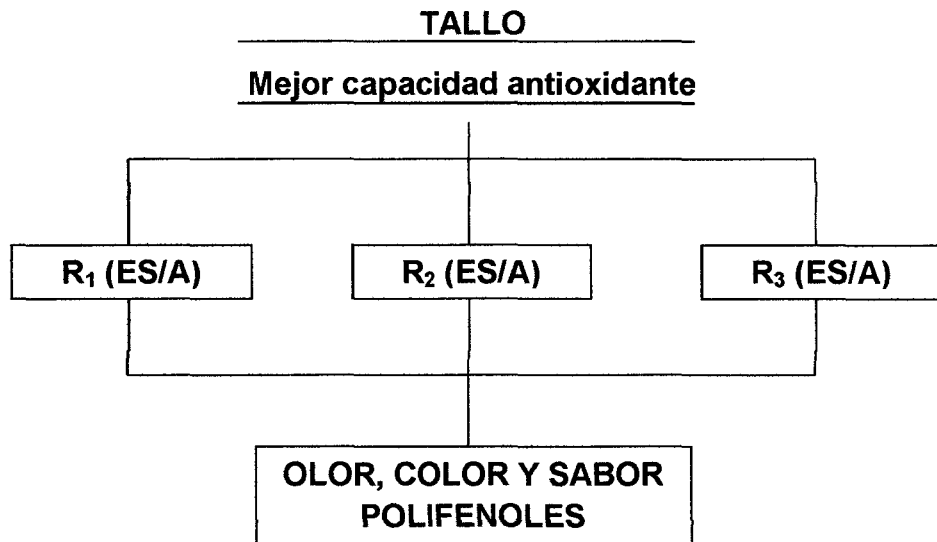 TALLO
Mejor capacidad antioxidante
R₁ (ES/A)
R₂ (ES/A)
R₃ (ES/A)
OLOR, COLOR Y SABOR
POLIFENOLES